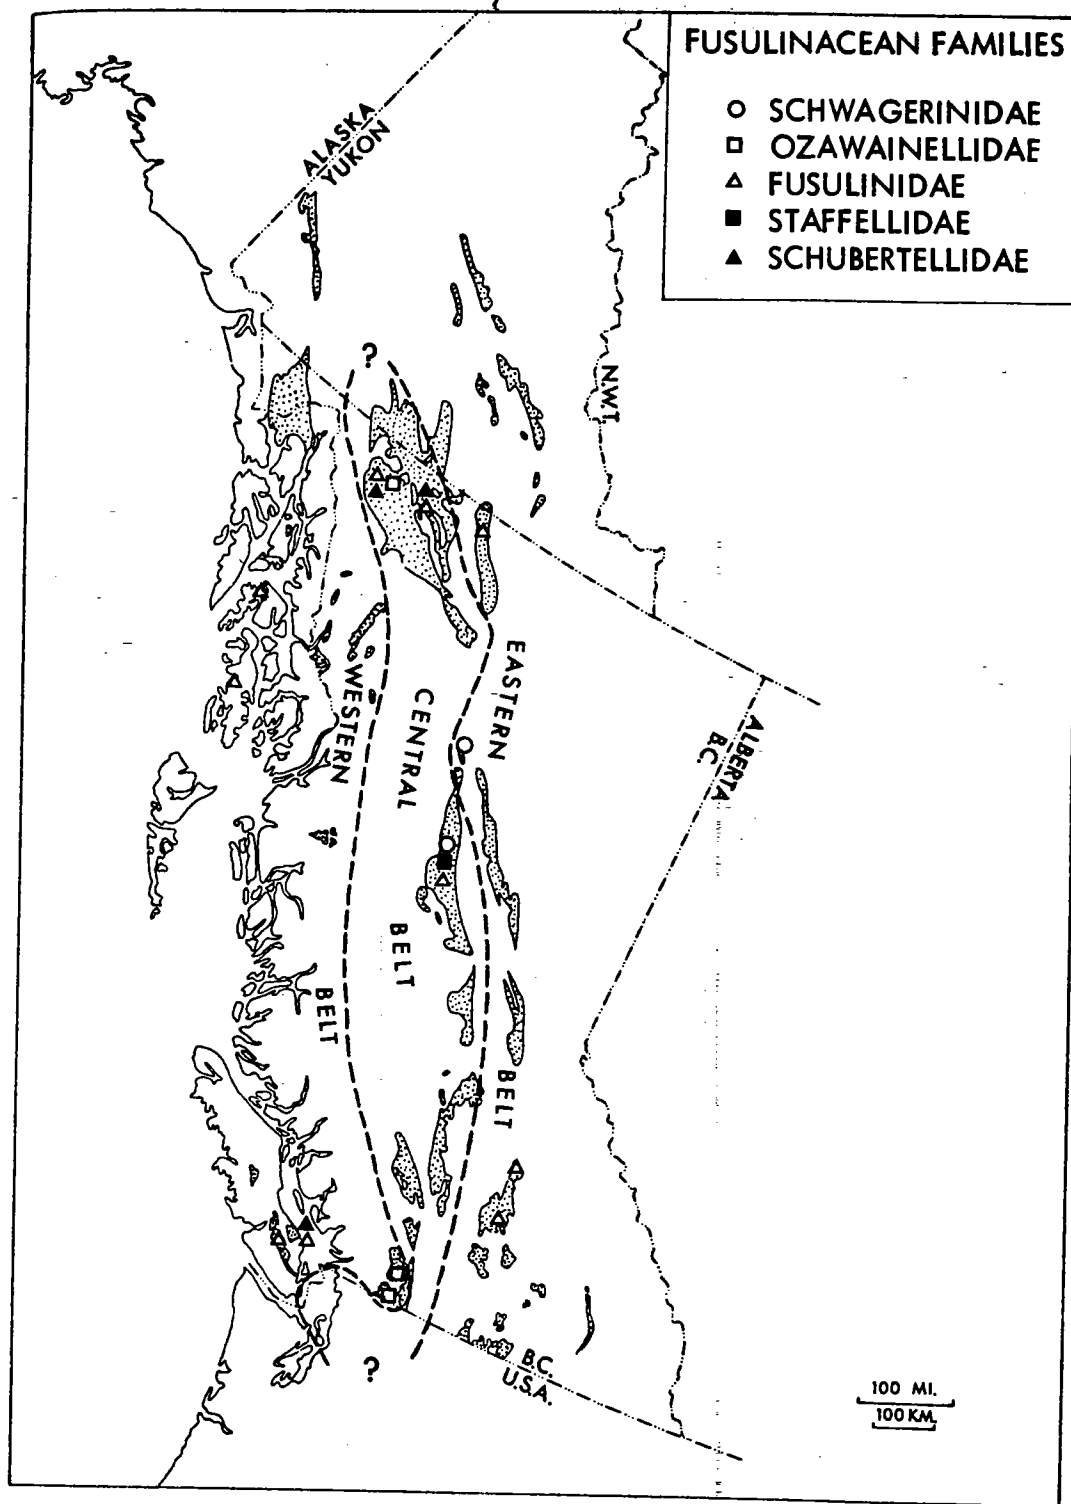 FUSULINACEAN FAMILIES
SCHWAGERINIDAE
OZAWAINELLIDAE
FUSULINIDAE
STAFFELLIDAE
SCHUBERTELLIDAE
ALASKA
YUKON
?
NWT
EASTERN
WESTERN
CENTRAL
ALBERTA
B.C.
BELT
BELT
BELT
B.C.
U.S.A.
?
100 MI.
100 KM.